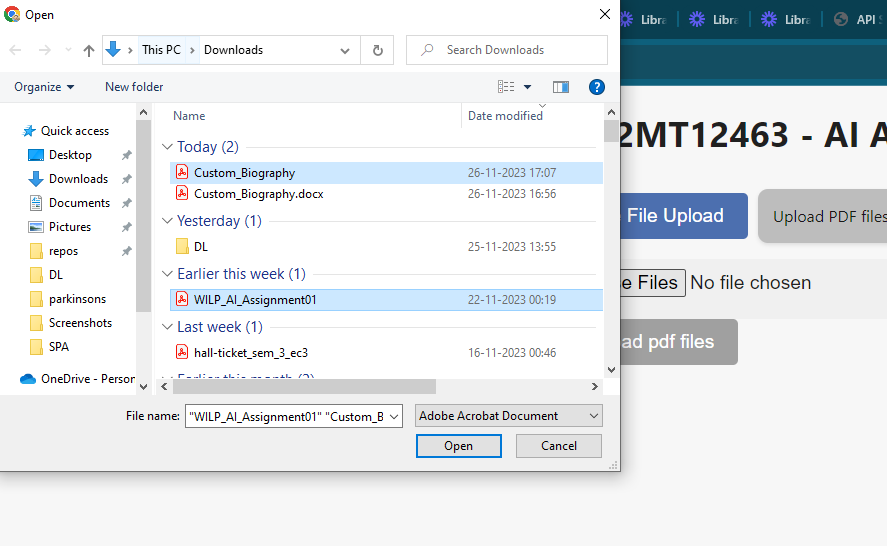 Open
This PC
Downloads
Search Downloads
Organize
New folder
Name
Date modified
Quick access
Desktop
Downloads
Documents
Pictures
repos
DL
parkinsons
Screenshots
SPA
OneDrive - Person
Today (2)
Custom_Biography 26-11-2023 17:07
Custom_Biography.docx 26-11-2023 16:56
Yesterday (1)
DL 25-11-2023 13:55
Earlier this week (1)
WILP_AI_Assignment01 22-11-2023 00:19
Last week (1)
hall-ticket_sem_3_ec3 16-11-2023 00:46
Earlier this month (2)
File name: "WILP_AI_Assignment01" "Custom_B
Adobe Acrobat Document
Open
Cancel
Libra Libra Libra API S
2MT12463 - AI A
File Upload
Upload PDF files
e Files No file chosen
ad pdf files